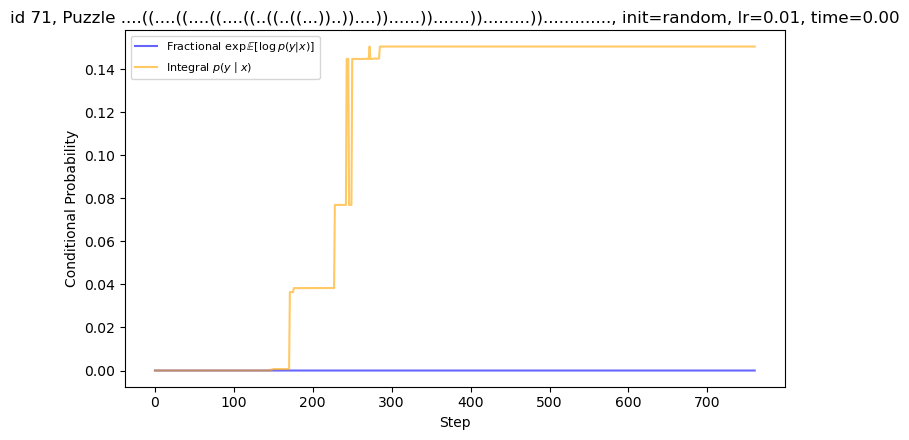 id 71, Puzzle ....((....((....((....((..((..((...))..))....))......)).......)).........))............., init=random, lr=0.01, time=0.00
Fractional exp𝔼[log p(y|x)]
Integral p(y | x)
Conditional Probability
0.14
0.12
0.10
0.08
0.06
0.04
0.02
0.00
0 100 200 300 400 500 600 700
Step